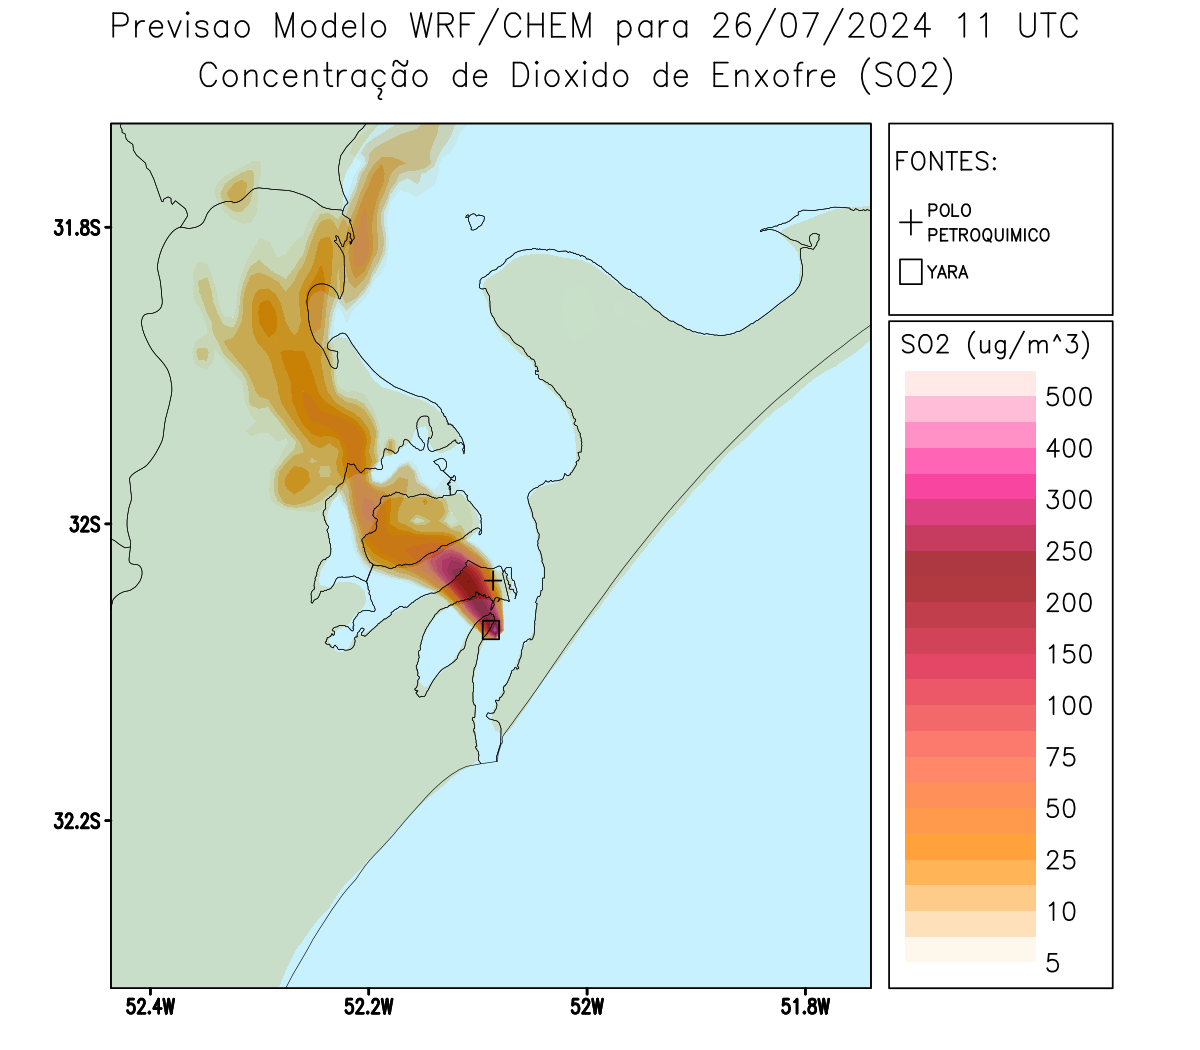 Previsao Modelo WRF/CHEM para 26/07/2024 11 UTC
Concentração de Dioxido de Enxofre (SO2)
FONTES:
POLO
PETROQUIMICO
YARA
SO2 (ug/m^3)
500
400
300
250
200
150
100
75
50
25
10
5
31.8S
32S
32.2S
52.4W
52.2W
52W
51.8W